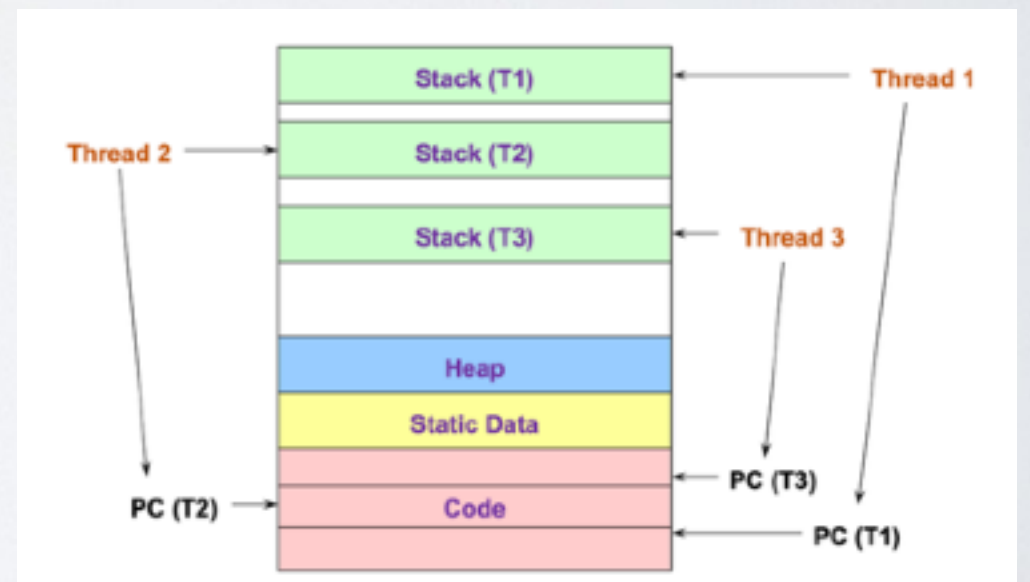 Stack (T1)
Thread 1
Thread 2
Stack (T2)
Stack (T3)
Thread 3
Heap
Static Data
PC (T3)
PC (T2)
Code
PC (T1)